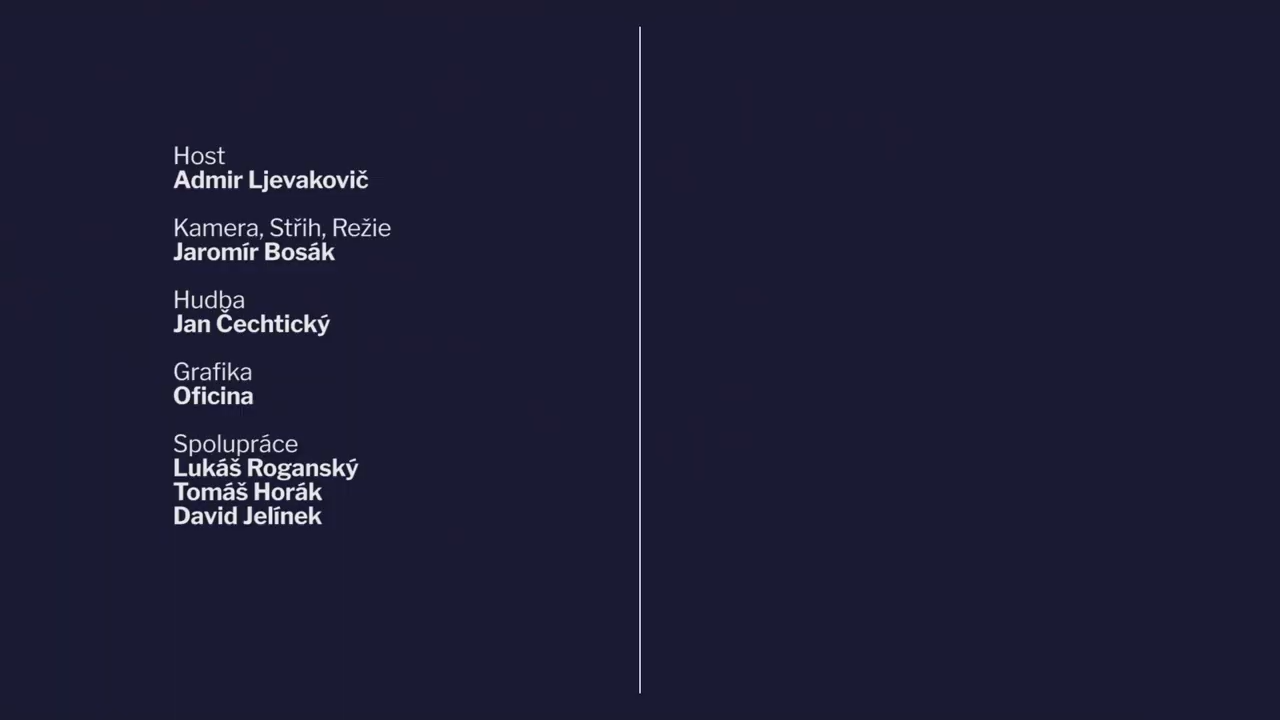 Host
Admir Ljevakovič
Kamera, Střih, Režie
Jaromír Bosák
Hudba
Jan Čechtický
Grafika
Oficina
Spolupráce
Lukáš Roganský
Tomáš Horák
David Jelínek